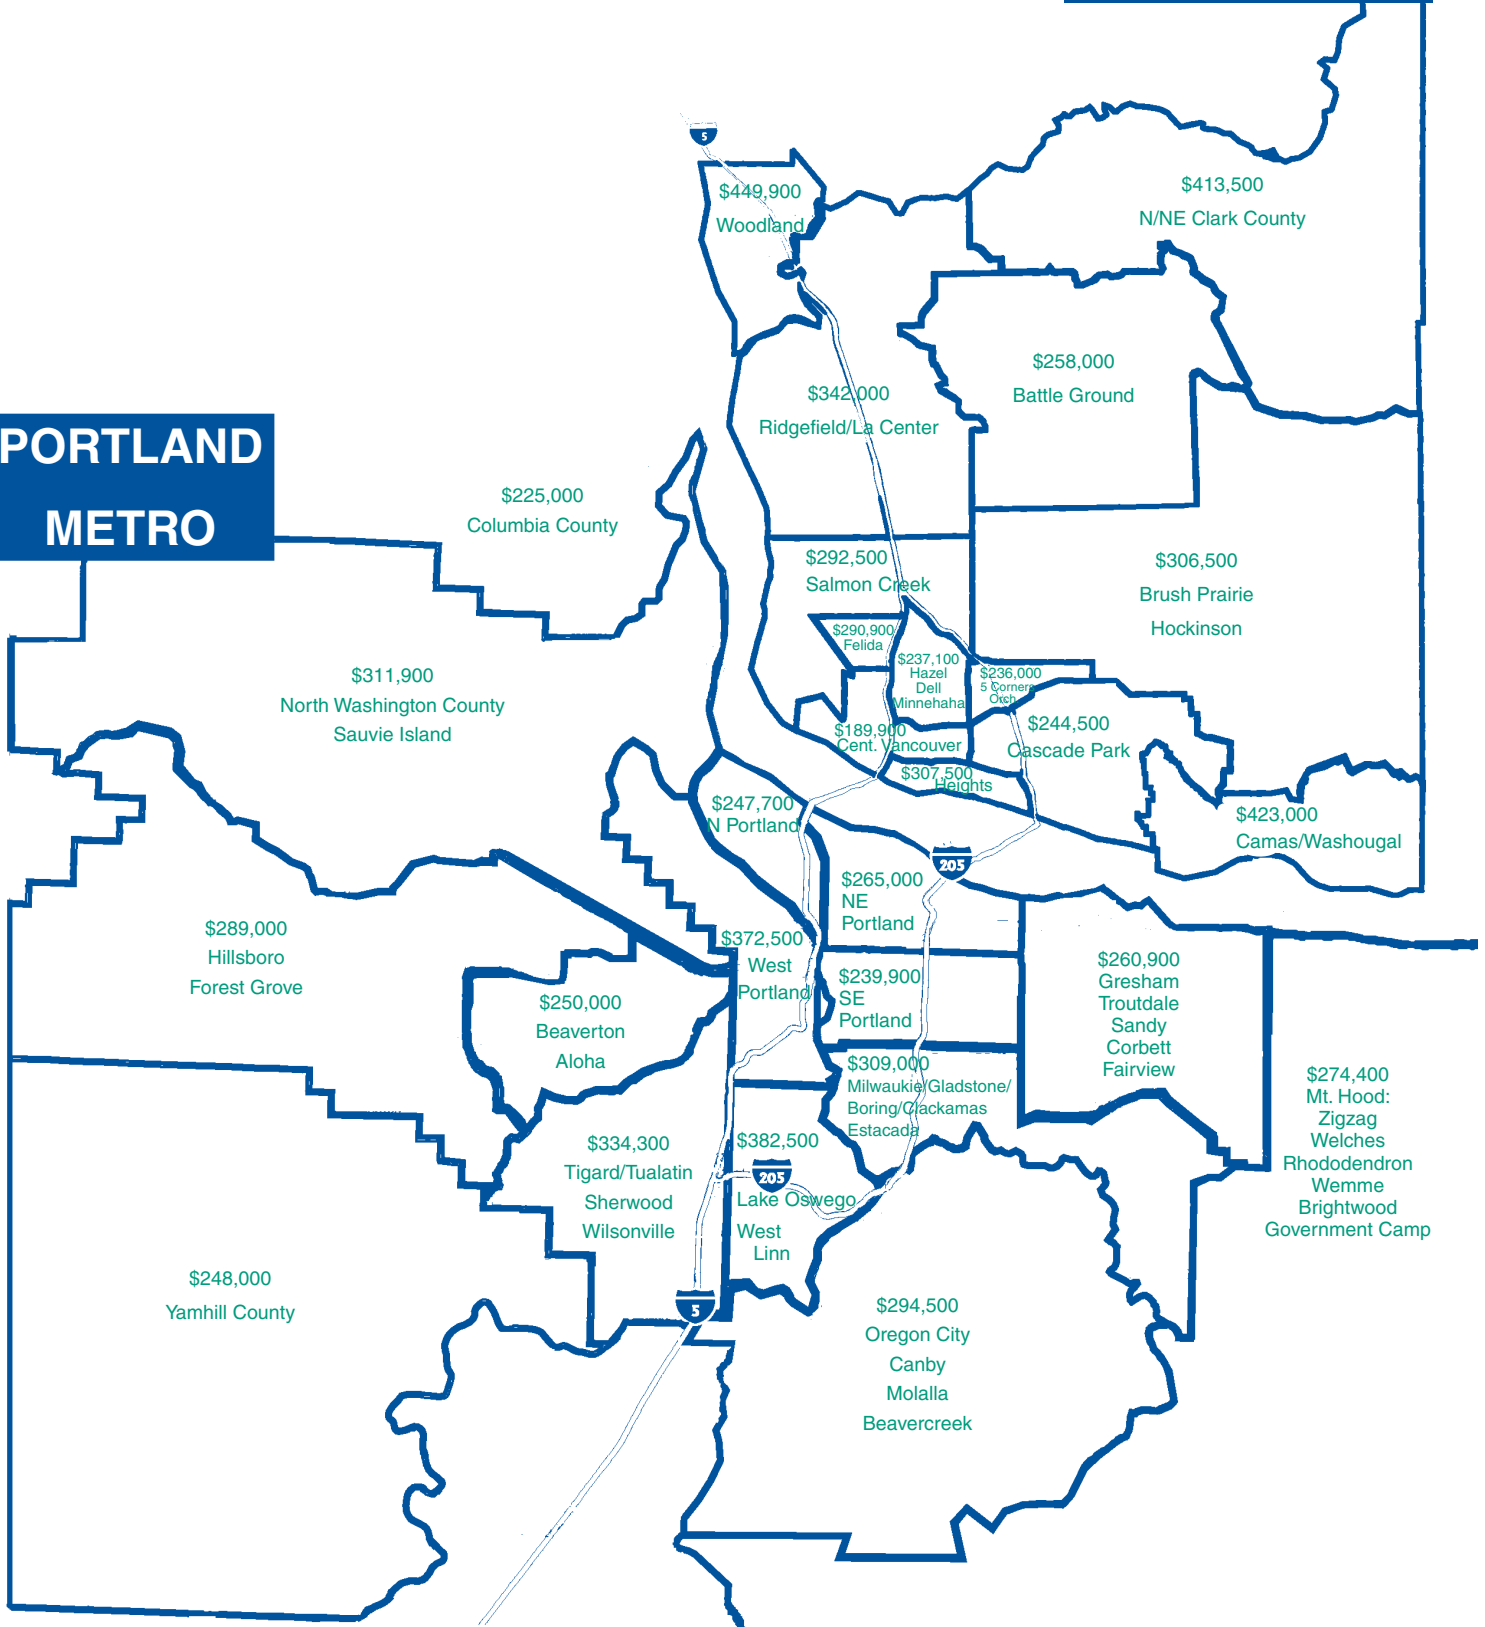 5
$449,900
Woodland
$413,500
N/NE Clark County
$258,000
Battle Ground
$342,000
Ridgefield/La Center
PORTLAND
METRO
$225,000
Columbia County
$292,500
Salmon Creek
$306,500
Brush Prairie
Hockinson
$290,900
Felida
$237,100
Hazel
Dell
Minnehaha
$236,000
5 Corners
Orch
$311,900
North Washington County
Sauvie Island
$189,900
Cent. Vancouver
$244,500
Cascade Park
$307,500
Heights
$247,700
N Portland
$423,000
Camas/Washougal
205
$265,000
NE
Portland
$289,000
Hillsboro
Forest Grove
$372,500
West
Portland
$239,900
SE
Portland
$260,900
Gresham
Troutdale
Sandy
Corbett
Fairview
$250,000
Beaverton
Aloha
$309,000
Milwaukie/Gladstone/
Boring/Clackamas
Estacada
$274,400
Mt. Hood:
Zigzag
Welches
Rhododendron
Wemme
Brightwood
Government Camp
$334,300
Tigard/Tualatin
Sherwood
Wilsonville
$382,500
205
Lake Oswego
West
Linn
$248,000
Yamhill County
5
$294,500
Oregon City
Canby
Molalla
Beavercreek